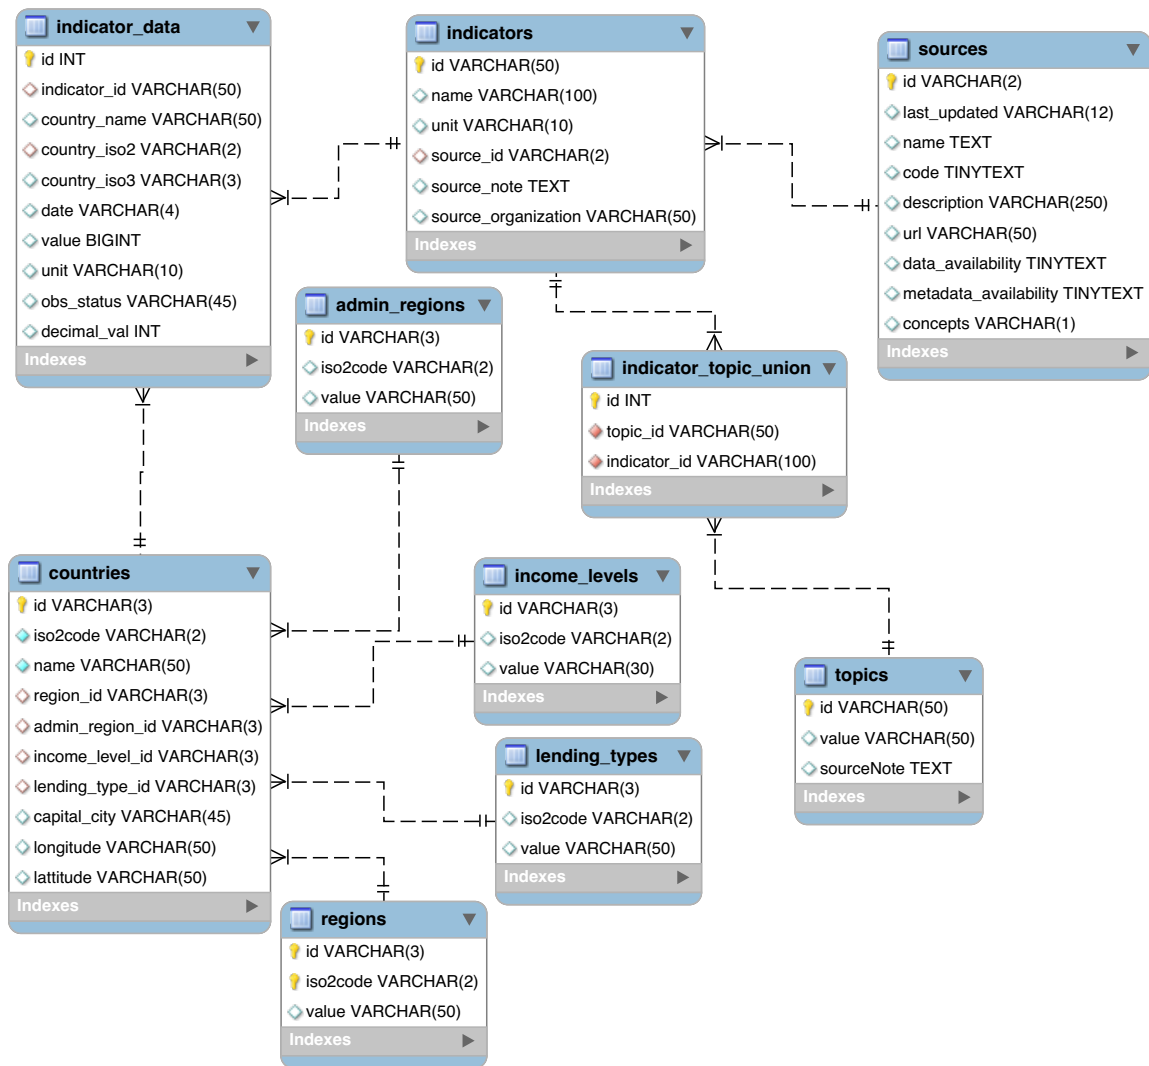 indicator_data
id INT
indicator_id VARCHAR(50)
country_name VARCHAR(50)
country_iso2 VARCHAR(2)
country_iso3 VARCHAR(3)
date VARCHAR(4)
value BIGINT
unit VARCHAR(10)
obs_status VARCHAR(45)
decimal_val INT
Indexes
indicators
id VARCHAR(50)
name VARCHAR(100)
unit VARCHAR(10)
source_id VARCHAR(2)
source_note TEXT
source_organization VARCHAR(50)
Indexes
sources
id VARCHAR(2)
last_updated VARCHAR(12)
name TEXT
code TINYTEXT
description VARCHAR(250)
url VARCHAR(50)
data_availability TINYTEXT
metadata_availability TINYTEXT
concepts VARCHAR(1)
Indexes
admin_regions
id VARCHAR(3)
iso2code VARCHAR(2)
value VARCHAR(50)
Indexes
indicator_topic_union
id INT
topic_id VARCHAR(50)
indicator_id VARCHAR(100)
Indexes
countries
id VARCHAR(3)
iso2code VARCHAR(2)
name VARCHAR(50)
region_id VARCHAR(3)
admin_region_id VARCHAR(3)
income_level_id VARCHAR(3)
lending_type_id VARCHAR(3)
capital_city VARCHAR(45)
longitude VARCHAR(50)
lattitude VARCHAR(50)
Indexes
income_levels
id VARCHAR(3)
iso2code VARCHAR(2)
value VARCHAR(30)
Indexes
topics
id VARCHAR(50)
value VARCHAR(50)
sourceNote TEXT
Indexes
lending_types
id VARCHAR(3)
iso2code VARCHAR(2)
value VARCHAR(50)
Indexes
regions
id VARCHAR(3)
iso2code VARCHAR(2)
value VARCHAR(50)
Indexes